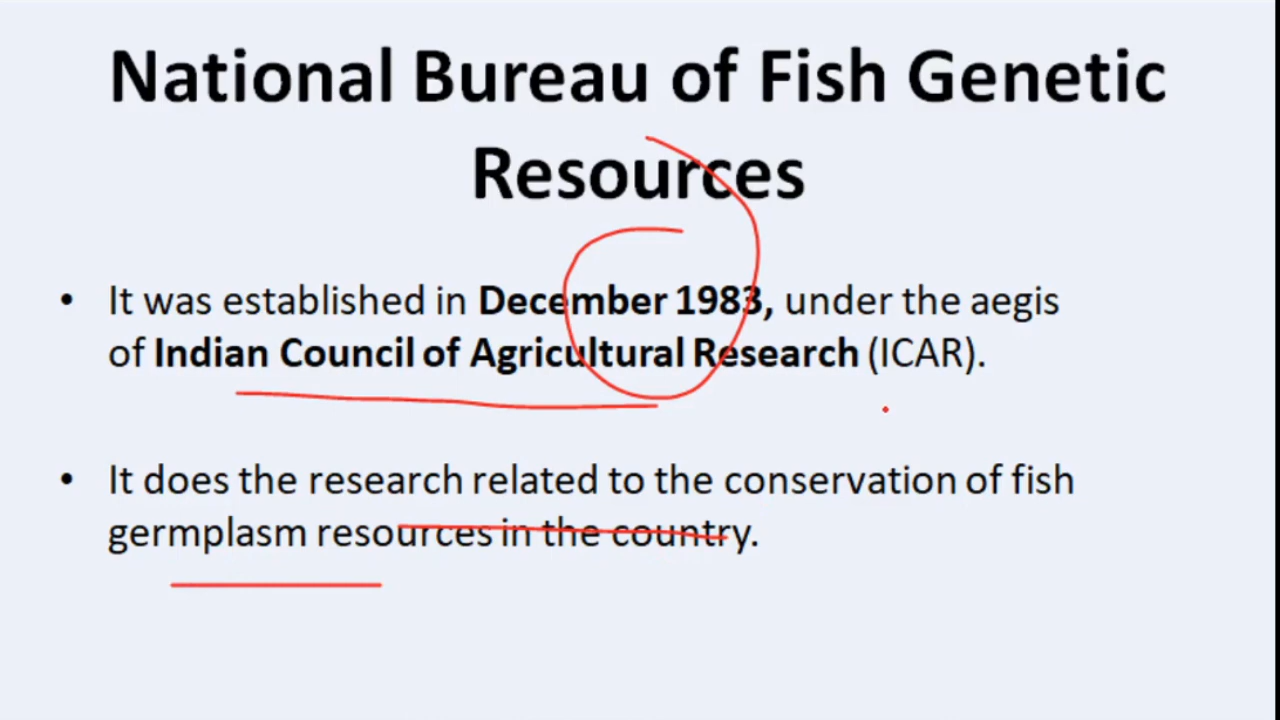 National Bureau of Fish Genetic
Resources
• It was established in December 1983, under the aegis
of Indian Council of Agricultural Research (ICAR).
• It does the research related to the conservation of fish
germplasm resources in the country.